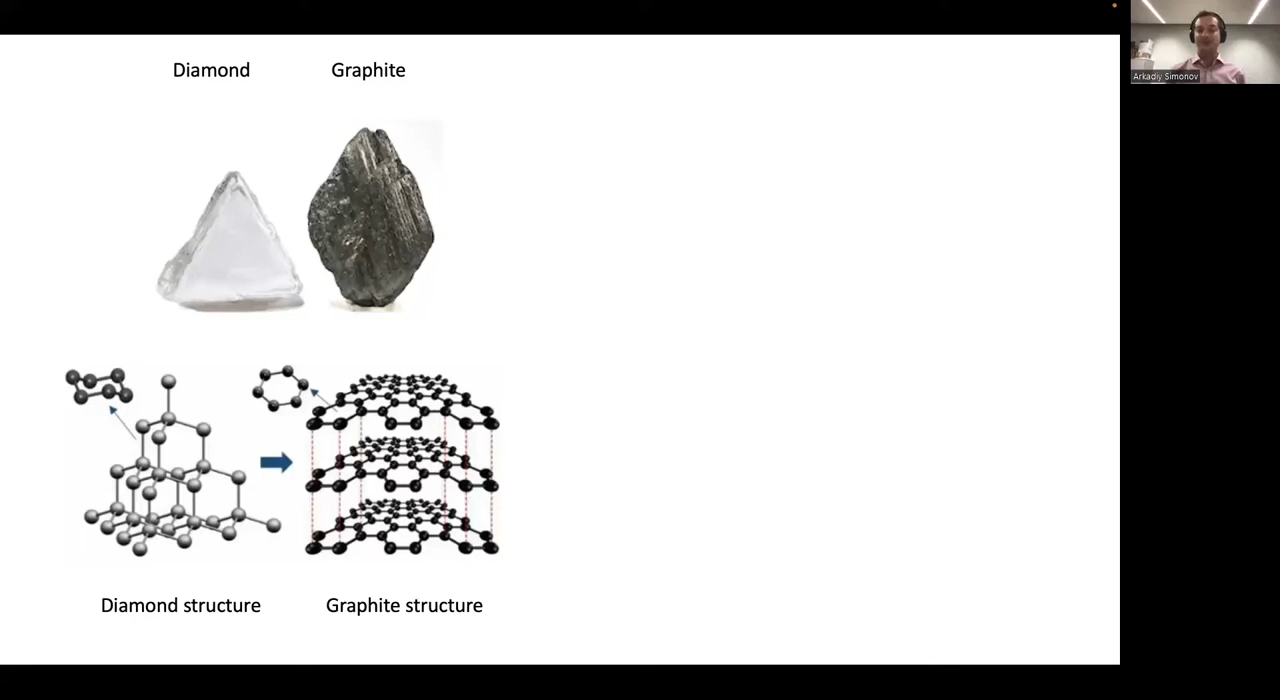 Diamond
Graphite
Arkadiy Simonov
Diamond structure
Graphite structure